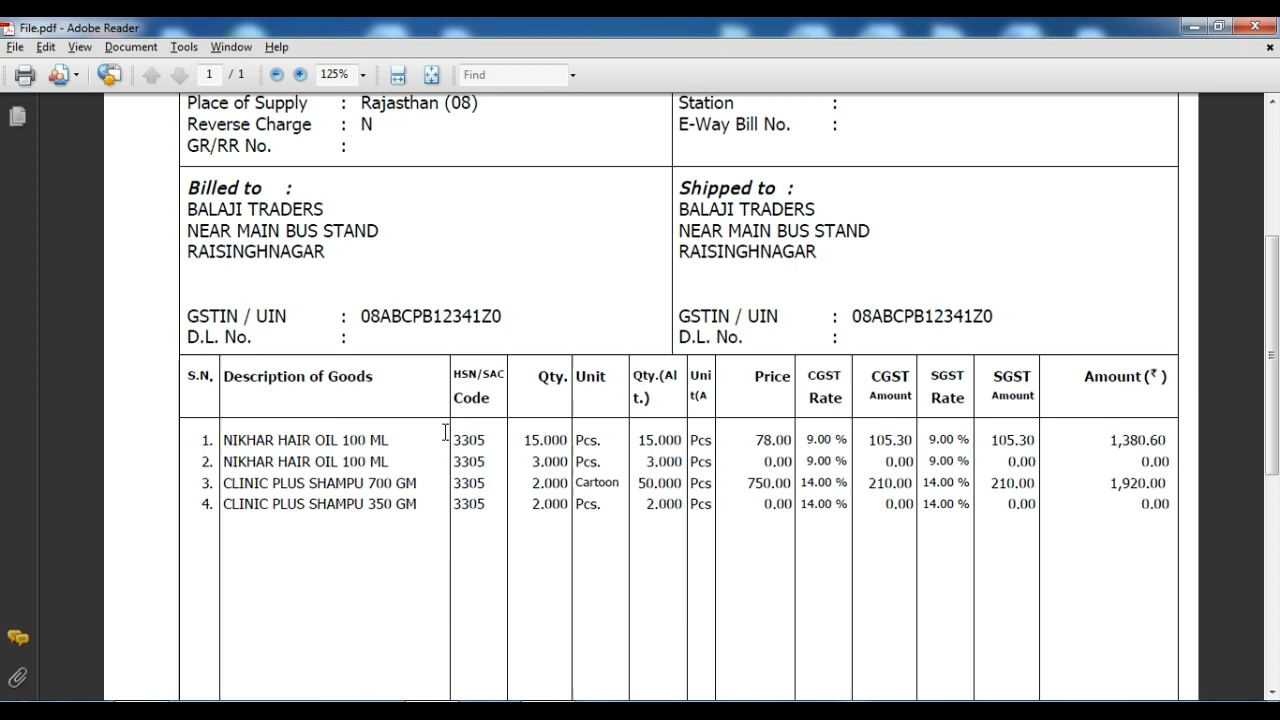 File.pdf - Adobe Reader
File Edit View Document Tools Window Help
1 / 1 125% Find
Place of Supply : Rajasthan (08)
Reverse Charge : N
GR/RR No. :
Station :
E-Way Bill No. :
Billed to :
BALAJI TRADERS
NEAR MAIN BUS STAND
RAISINGHNAGAR
GSTIN / UIN : 08ABCPB12341Z0
D.L. No. :
Shipped to :
BALAJI TRADERS
NEAR MAIN BUS STAND
RAISINGHNAGAR
GSTIN / UIN : 08ABCPB12341Z0
D.L. No. :
S.N. Description of Goods HSN/SAC Code Qty. Unit Qty.(Al t.) Uni t(A Price CGST Rate CGST Amount SGST Rate SGST Amount Amount (₹ )
1. NIKHAR HAIR OIL 100 ML 3305 15.000 Pcs. 15.000 Pcs 78.00 9.00 % 105.30 9.00 % 105.30 1,380.60
2. NIKHAR HAIR OIL 100 ML 3305 3.000 Pcs. 3.000 Pcs 0.00 9.00 % 0.00 9.00 % 0.00 0.00
3. CLINIC PLUS SHAMPU 700 GM 3305 2.000 Cartoon 50.000 Pcs 750.00 14.00 % 210.00 14.00 % 210.00 1,920.00
4. CLINIC PLUS SHAMPU 350 GM 3305 2.000 Pcs. 2.000 Pcs 0.00 14.00 % 0.00 14.00 % 0.00 0.00